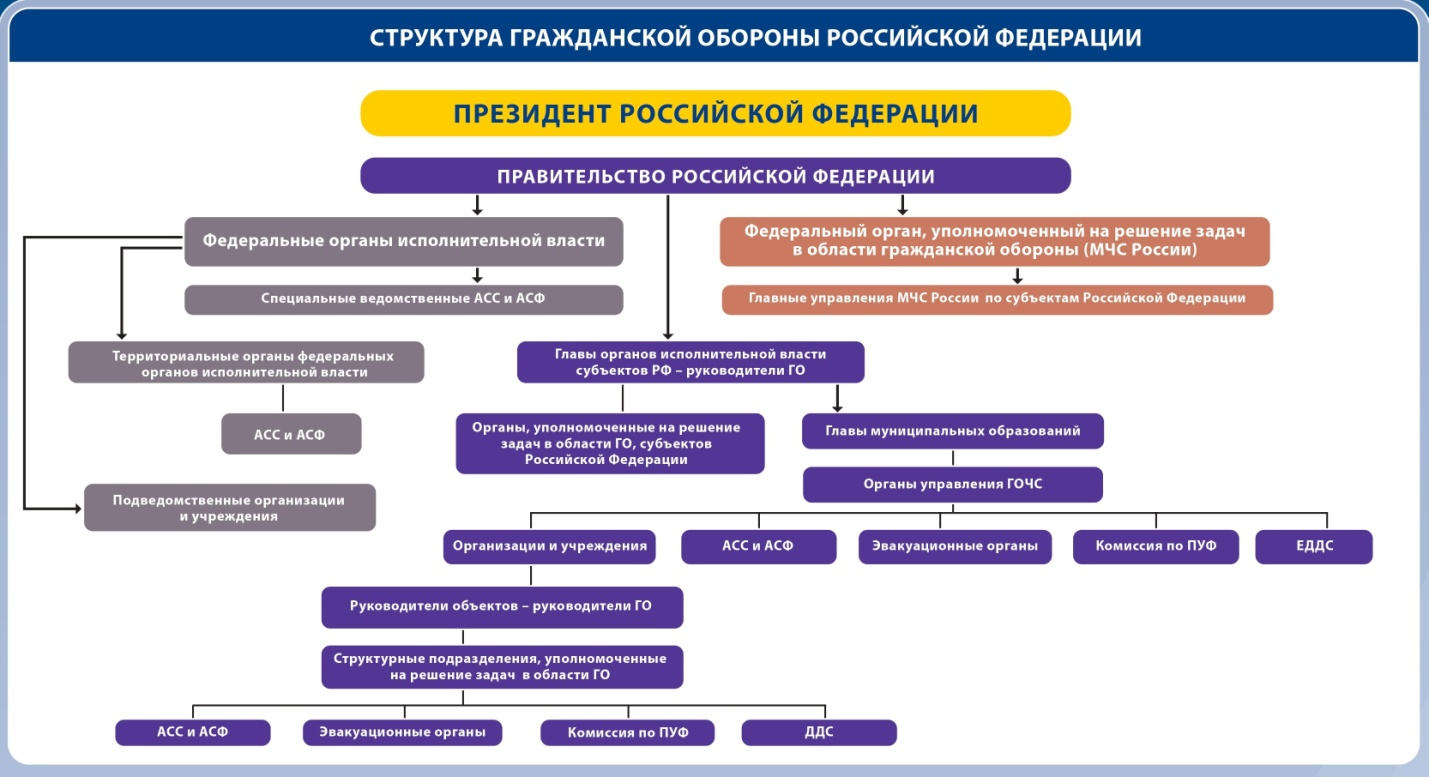 СТРУКТУРА ГРАЖДАНСКОЙ ОБОРОНЫ РОССИЙСКОЙ ФЕДЕРАЦИИ
ПРЕЗИДЕНТ РОССИЙСКОЙ ФЕДЕРАЦИИ
ПРАВИТЕЛЬСТВО РОССИЙСКОЙ ФЕДЕРАЦИИ
Федеральные органы исполнительной власти
Федеральный орган, уполномоченный на решение задач
в области гражданской обороны (МЧС России)
Специальные ведомственные АСС и АСФ
Главные управления МЧС России по субъектам Российской Федерации
Территориальные органы федеральных
органов исполнительной власти
Главы органов исполнительной власти
субъектов РФ – руководители ГО
АСС и АСФ
Органы, уполномоченные на решение
задач в области ГО, субъектов
Российской Федерации
Главы муниципальных образований
Органы управления ГОЧС
Подведомственные организации
и учреждения
Организации и учреждения
АСС и АСФ
Эвакуационные органы
Комиссия по ПУФ
ЕДДС
Руководители объектов – руководители ГО
Структурные подразделения, уполномоченные
на решение задач в области ГО
АСС и АСФ
Эвакуационные органы
Комиссия по ПУФ
ДДС